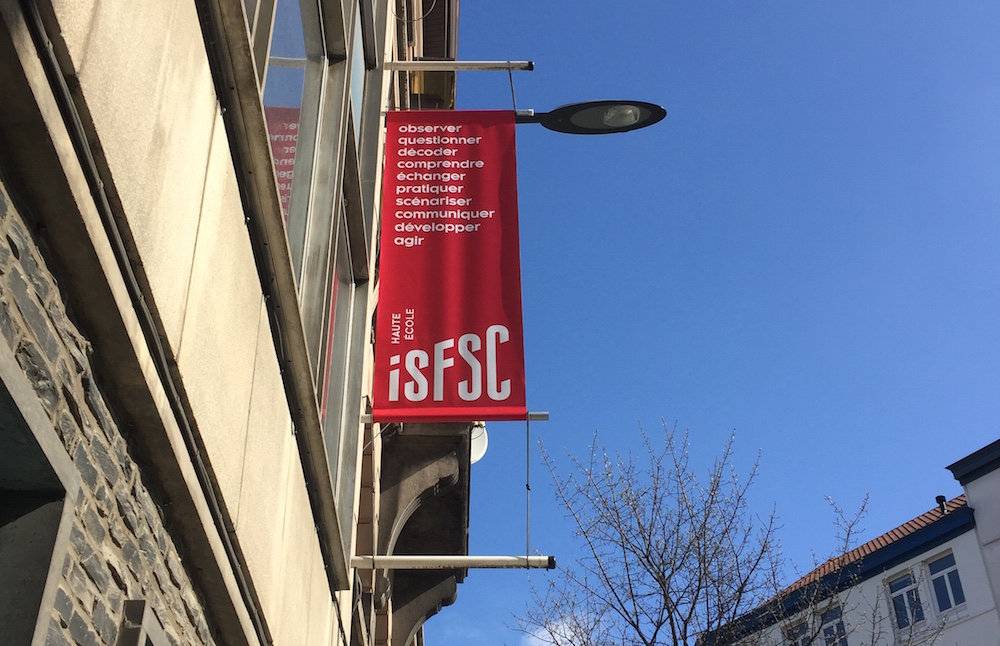 observer
questionner
décoder
comprendre
échanger
pratiquer
scénariser
communiquer
développer
agir
HAUTE
ÉCOLE
isFSC